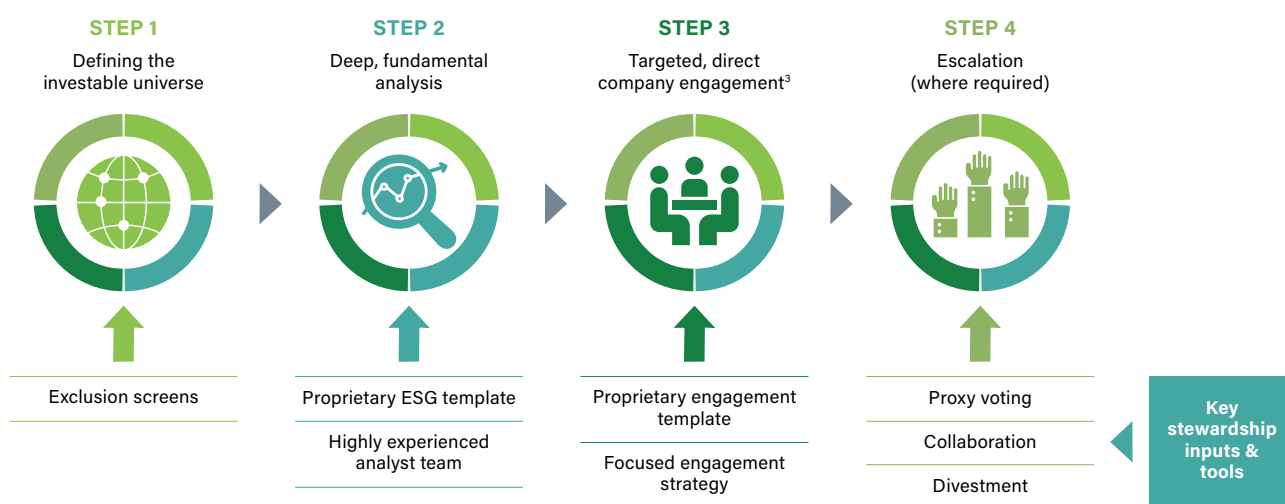 STEP 1
Defining the
investable universe
Exclusion screens
STEP 2
Deep, fundamental
analysis
Proprietary ESG template
Highly experienced
analyst team
STEP 3
Targeted, direct
company engagement³
Proprietary engagement
template
Focused engagement
strategy
STEP 4
Escalation
(where required)
Proxy voting
Collaboration
Divestment
Key
stewardship
inputs &
tools